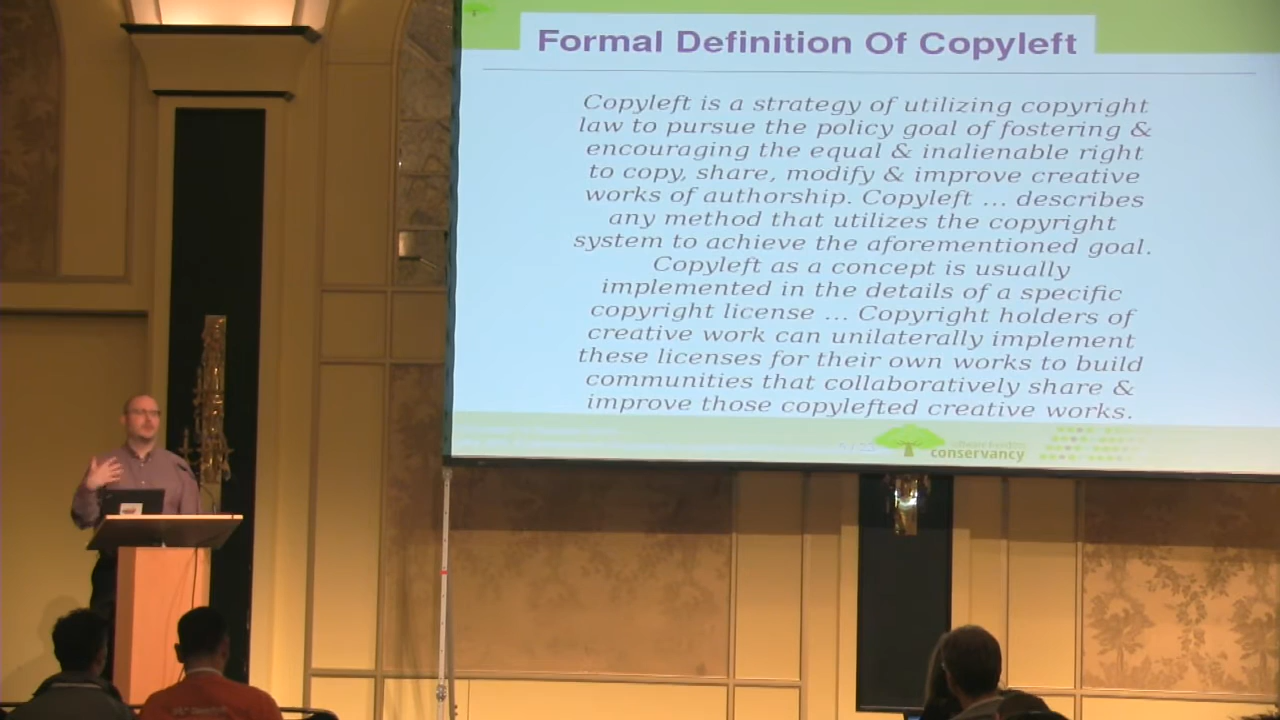 Formal Definition Of Copyleft
Copyleft is a strategy of utilizing copyright
law to pursue the policy goal of fostering &
encouraging the equal & inalienable right
to copy, share, modify & improve creative
works of authorship. Copyleft ... describes
any method that utilizes the copyright
system to achieve the aforementioned goal.
Copyleft as a concept is usually
implemented in the details of a specific
copyright license ... Copyright holders of
creative work can unilaterally implement
these licenses for their own works to build
communities that collaboratively share &
improve those copylefted creative works.
conservancy